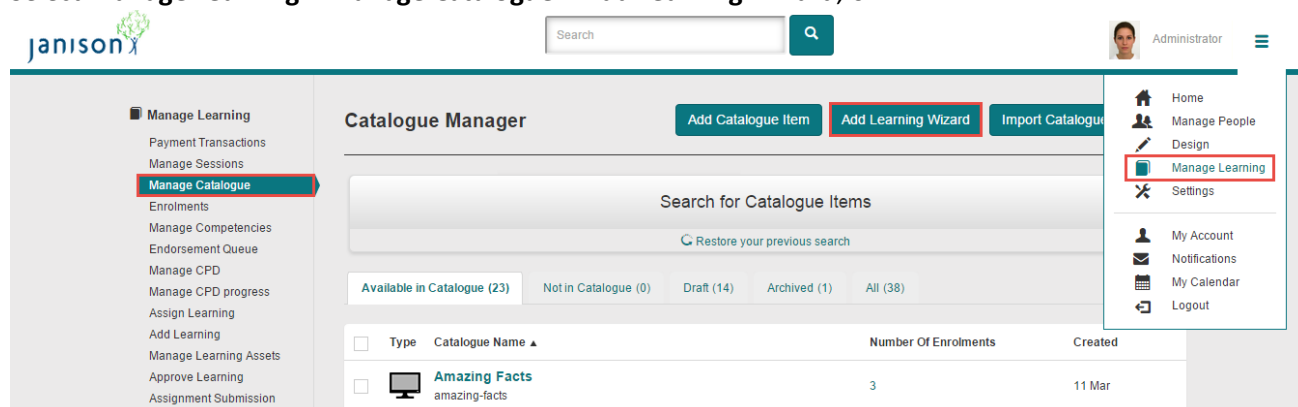 janison
Search
Administrator
Manage Learning
Payment Transactions
Manage Sessions
Manage Catalogue
Enrolments
Manage Competencies
Endorsement Queue
Manage CPD
Manage CPD progress
Assign Learning
Add Learning
Manage Learning Assets
Approve Learning
Assignment Submission
Catalogue Manager
Add Catalogue Item
Add Learning Wizard
Import Catalogue
Search for Catalogue Items
Restore your previous search
Available in Catalogue (23)
Not in Catalogue (0)
Draft (14)
Archived (1)
All (38)
Type
Catalogue Name ▲
Number Of Enrolments
Created
Amazing Facts
amazing-facts
3
11 Mar
Home
Manage People
Design
Manage Learning
Settings
My Account
Notifications
My Calendar
Logout